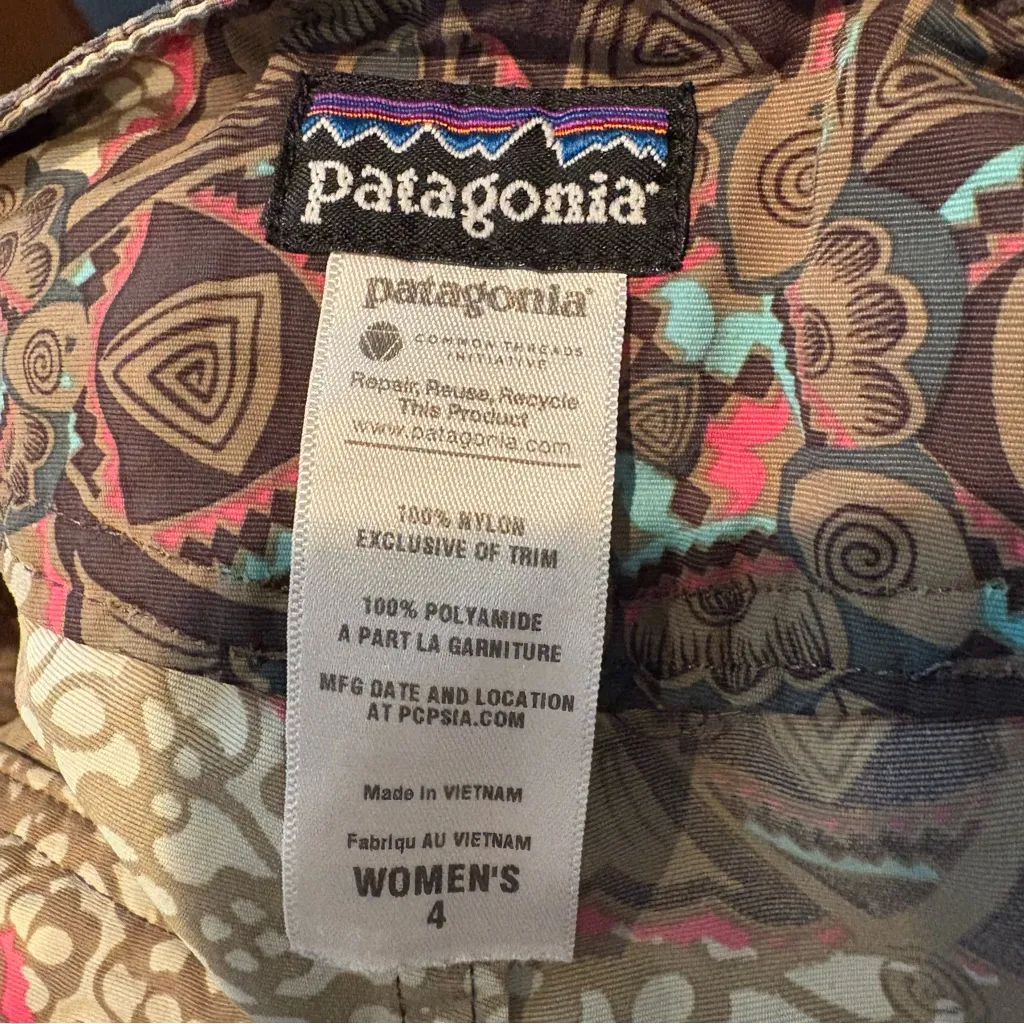 patagonia
patagonia
COMMON THREADS
INITIATIVE
Repair, Reuse, Recycle
This Product
www.patagonia.com
100% NYLON
EXCLUSIVE OF TRIM
100% POLYAMIDE
A PART LA GARNITURE
MFG DATE AND LOCATION
AT PCPSIA.COM
Made in VIETNAM
Fabriqu AU VIETNAM
WOMEN'S
4